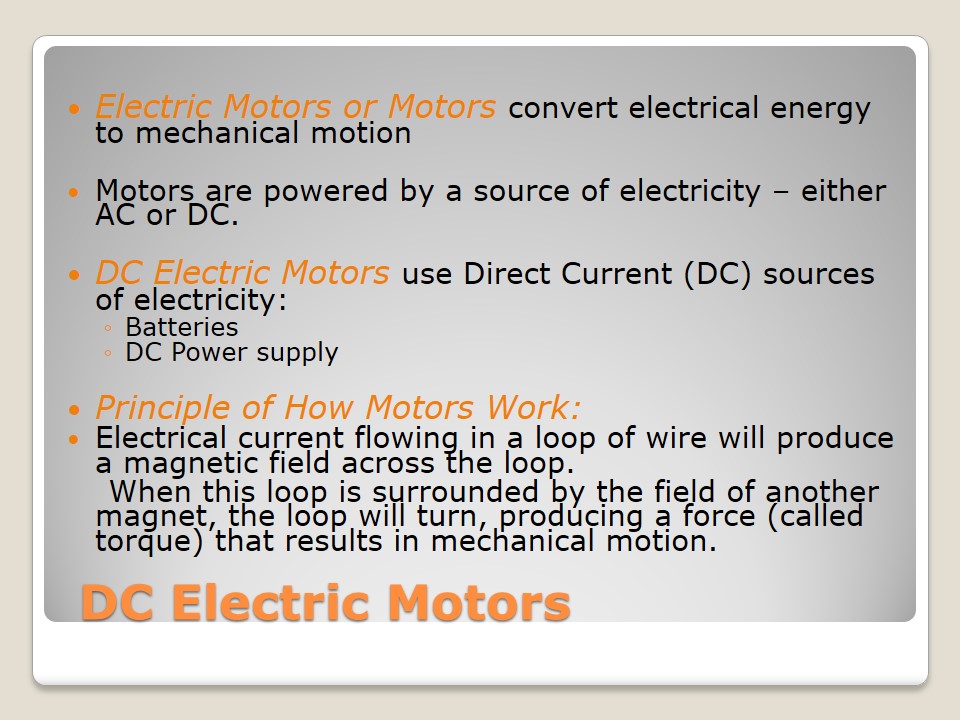 • Electric Motors or Motors convert electrical energy
to mechanical motion
• Motors are powered by a source of electricity – either
AC or DC.
• DC Electric Motors use Direct Current (DC) sources
of electricity:
◦ Batteries
◦ DC Power supply
• Principle of How Motors Work:
• Electrical current flowing in a loop of wire will produce
a magnetic field across the loop.
When this loop is surrounded by the field of another
magnet, the loop will turn, producing a force (called
torque) that results in mechanical motion.
DC Electric Motors